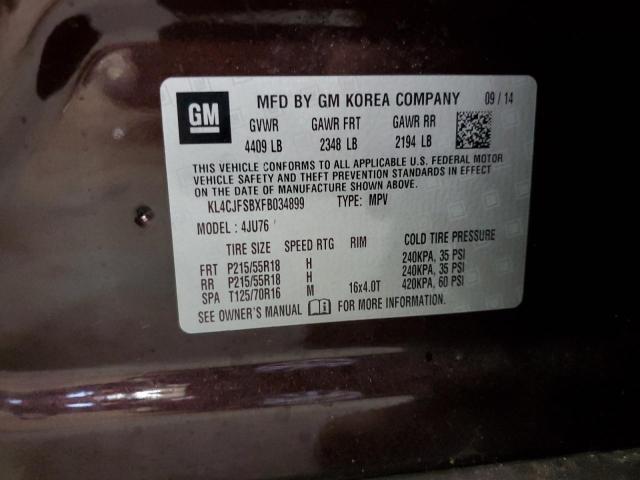 GM MFD BY GM KOREA COMPANY 09 / 14
GVWR GAWR FRT GAWR RR
4409 LB 2348 LB 2194 LB
THIS VEHICLE CONFORMS TO ALL APPLICABLE U.S. FEDERAL MOTOR
VEHICLE SAFETY AND THEFT PREVENTION STANDARDS IN EFFECT
ON THE DATE OF MANUFACTURE SHOWN ABOVE.
KL4CJFSBXFB034899 TYPE: MPV
MODEL : 4JU76
TIRE SIZE SPEED RTG RIM COLD TIRE PRESSURE
FRT P215/55R18 H 240KPA, 35 PSI
RR P215/55R18 H 240KPA, 35 PSI
SPA T125/70R16 M 16x4.0T 420KPA, 60 PSI
SEE OWNER'S MANUAL FOR MORE INFORMATION.